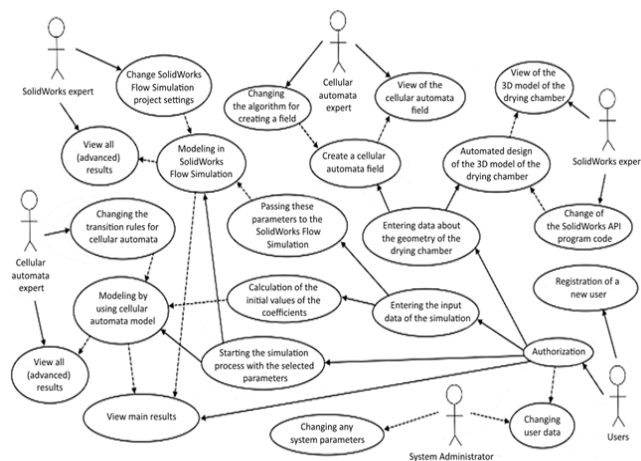 SolidWorks expert
Change SolidWorks
Flow Simulation
project settings
Cellular
automata
expert
Changing
the algorithm for
creating a field
View of the
cellular automata
field
View of the
3D model of the
drying chamber
SolidWorks exper
View all
(advanced)
results
Modeling in
SolidWorks
Flow Simulation
Create a cellular
automata field
Automated design
of the 3D model of the
drying chamber
Changing the
transition rules for
cellular automata
Passing these
parameters to the
SolidWorks Flow
Simulation
Entering data about
the geometry of the
drying chamber
Change of
the SolidWorks API
program code
Cellular
automata
expert
Modeling by
using cellular
automata model
Calculation of the
initial values of the
coefficients
Entering the input
data of the simulation
Registration of a
new user
View all
(advanced)
results
Starting the simulation
process with the selected
parameters
Authorization
View main results
Changing any
system parameters
System Administrator
Changing
user data
Users